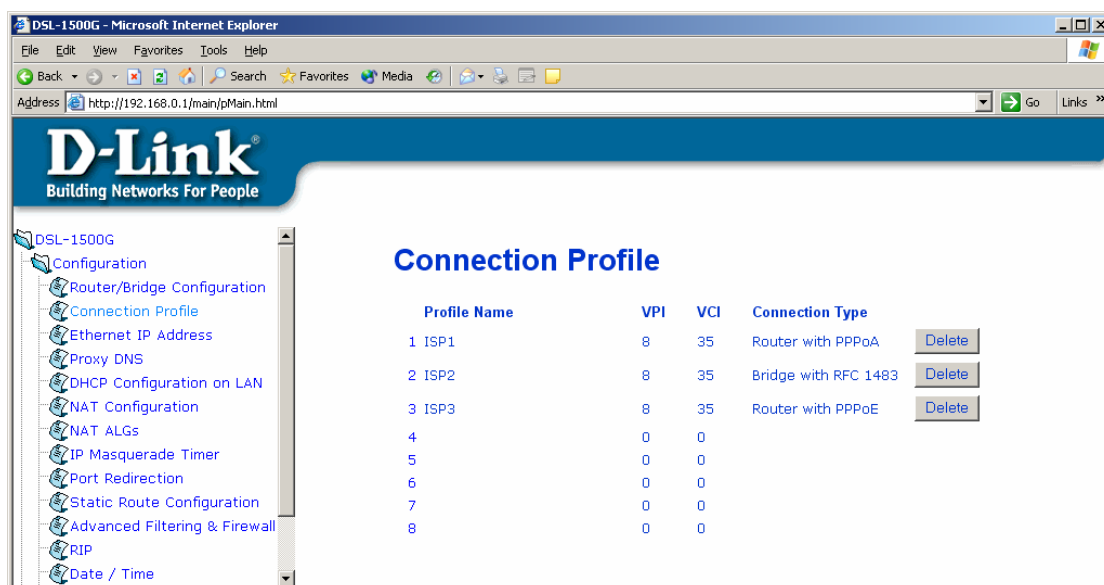 DSL-1500G - Microsoft Internet Explorer
File Edit View Favorites Tools Help
Back Search Favorites Media
Address http://192.168.0.1/main/pMain.html Go Links »
D-Link®
Building Networks For People
DSL-1500G
Configuration
Router/Bridge Configuration
Connection Profile
Ethernet IP Address
Proxy DNS
DHCP Configuration on LAN
NAT Configuration
NAT ALGs
IP Masquerade Timer
Port Redirection
Static Route Configuration
Advanced Filtering & Firewall
RIP
Date / Time
Connection Profile
Profile Name VPI VCI Connection Type
1 ISP1 8 35 Router with PPPoA Delete
2 ISP2 8 35 Bridge with RFC 1483 Delete
3 ISP3 8 35 Router with PPPoE Delete
4 0 0
5 0 0
6 0 0
7 0 0
8 0 0